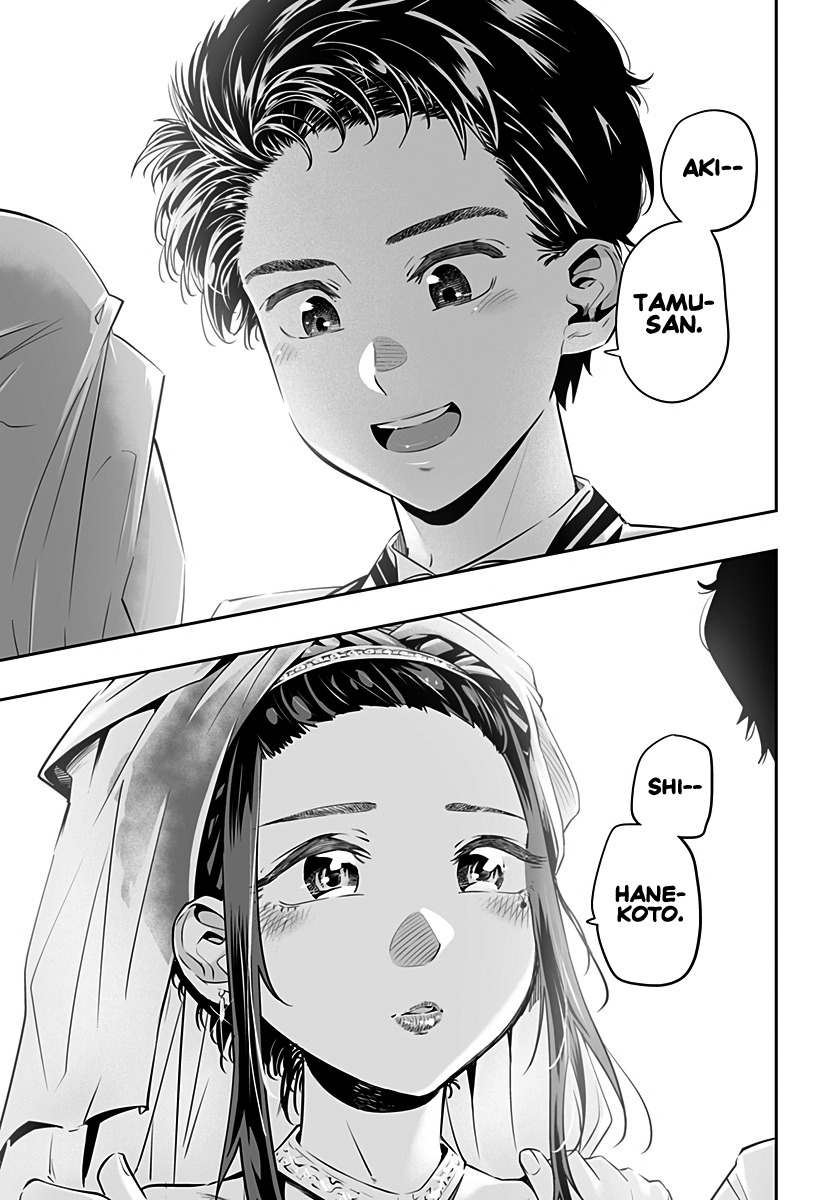 AKI--
TAMU-
SAN.
SHI--
HANE-
KOTO.